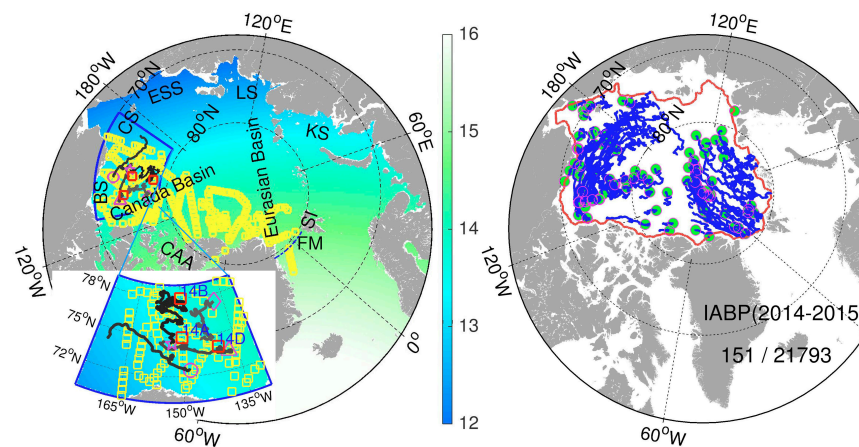 120°E
180°W
70°N
ESS
LS
CS
80°N
KS
60°E
BS
Canada Basin
Eurasian Basin
SI
FM
CAA
120°W
0°
60°W
78°N
75°N
72°N
14B
14A
14D
165°W
150°W
135°W
16
15
14
13
12
120°E
180°W
70°N
80°N
60°E
120°W
0°
60°W
IABP(2014-2015
151 / 21793